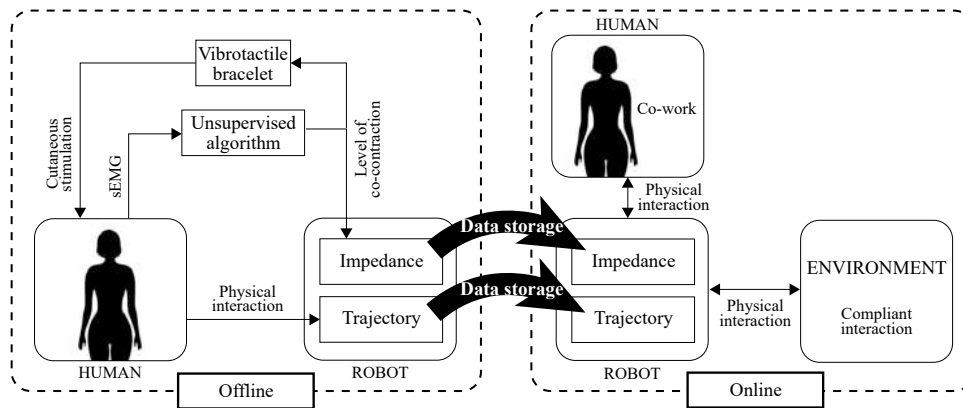 Vibrotactile
bracelet
Unsupervised
algorithm
Cutaneous
stimulation
sEMG
Level of
co-contraction
Impedance
Physical
interaction
Trajectory
HUMAN
ROBOT
Offline
Data storage
Data storage
HUMAN
Co-work
Physical
interaction
Impedance
Trajectory
ROBOT
Physical
interaction
ENVIRONMENT
Compliant
interaction
Online